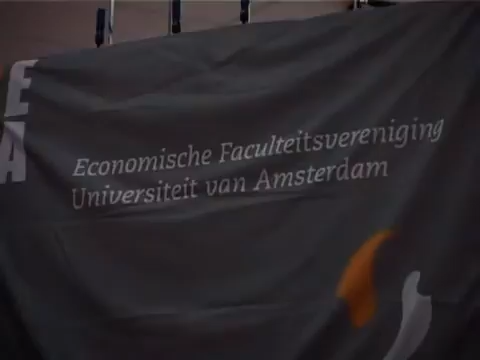 E
A
Economische Faculteitsvereniging
Universiteit van Amsterdam